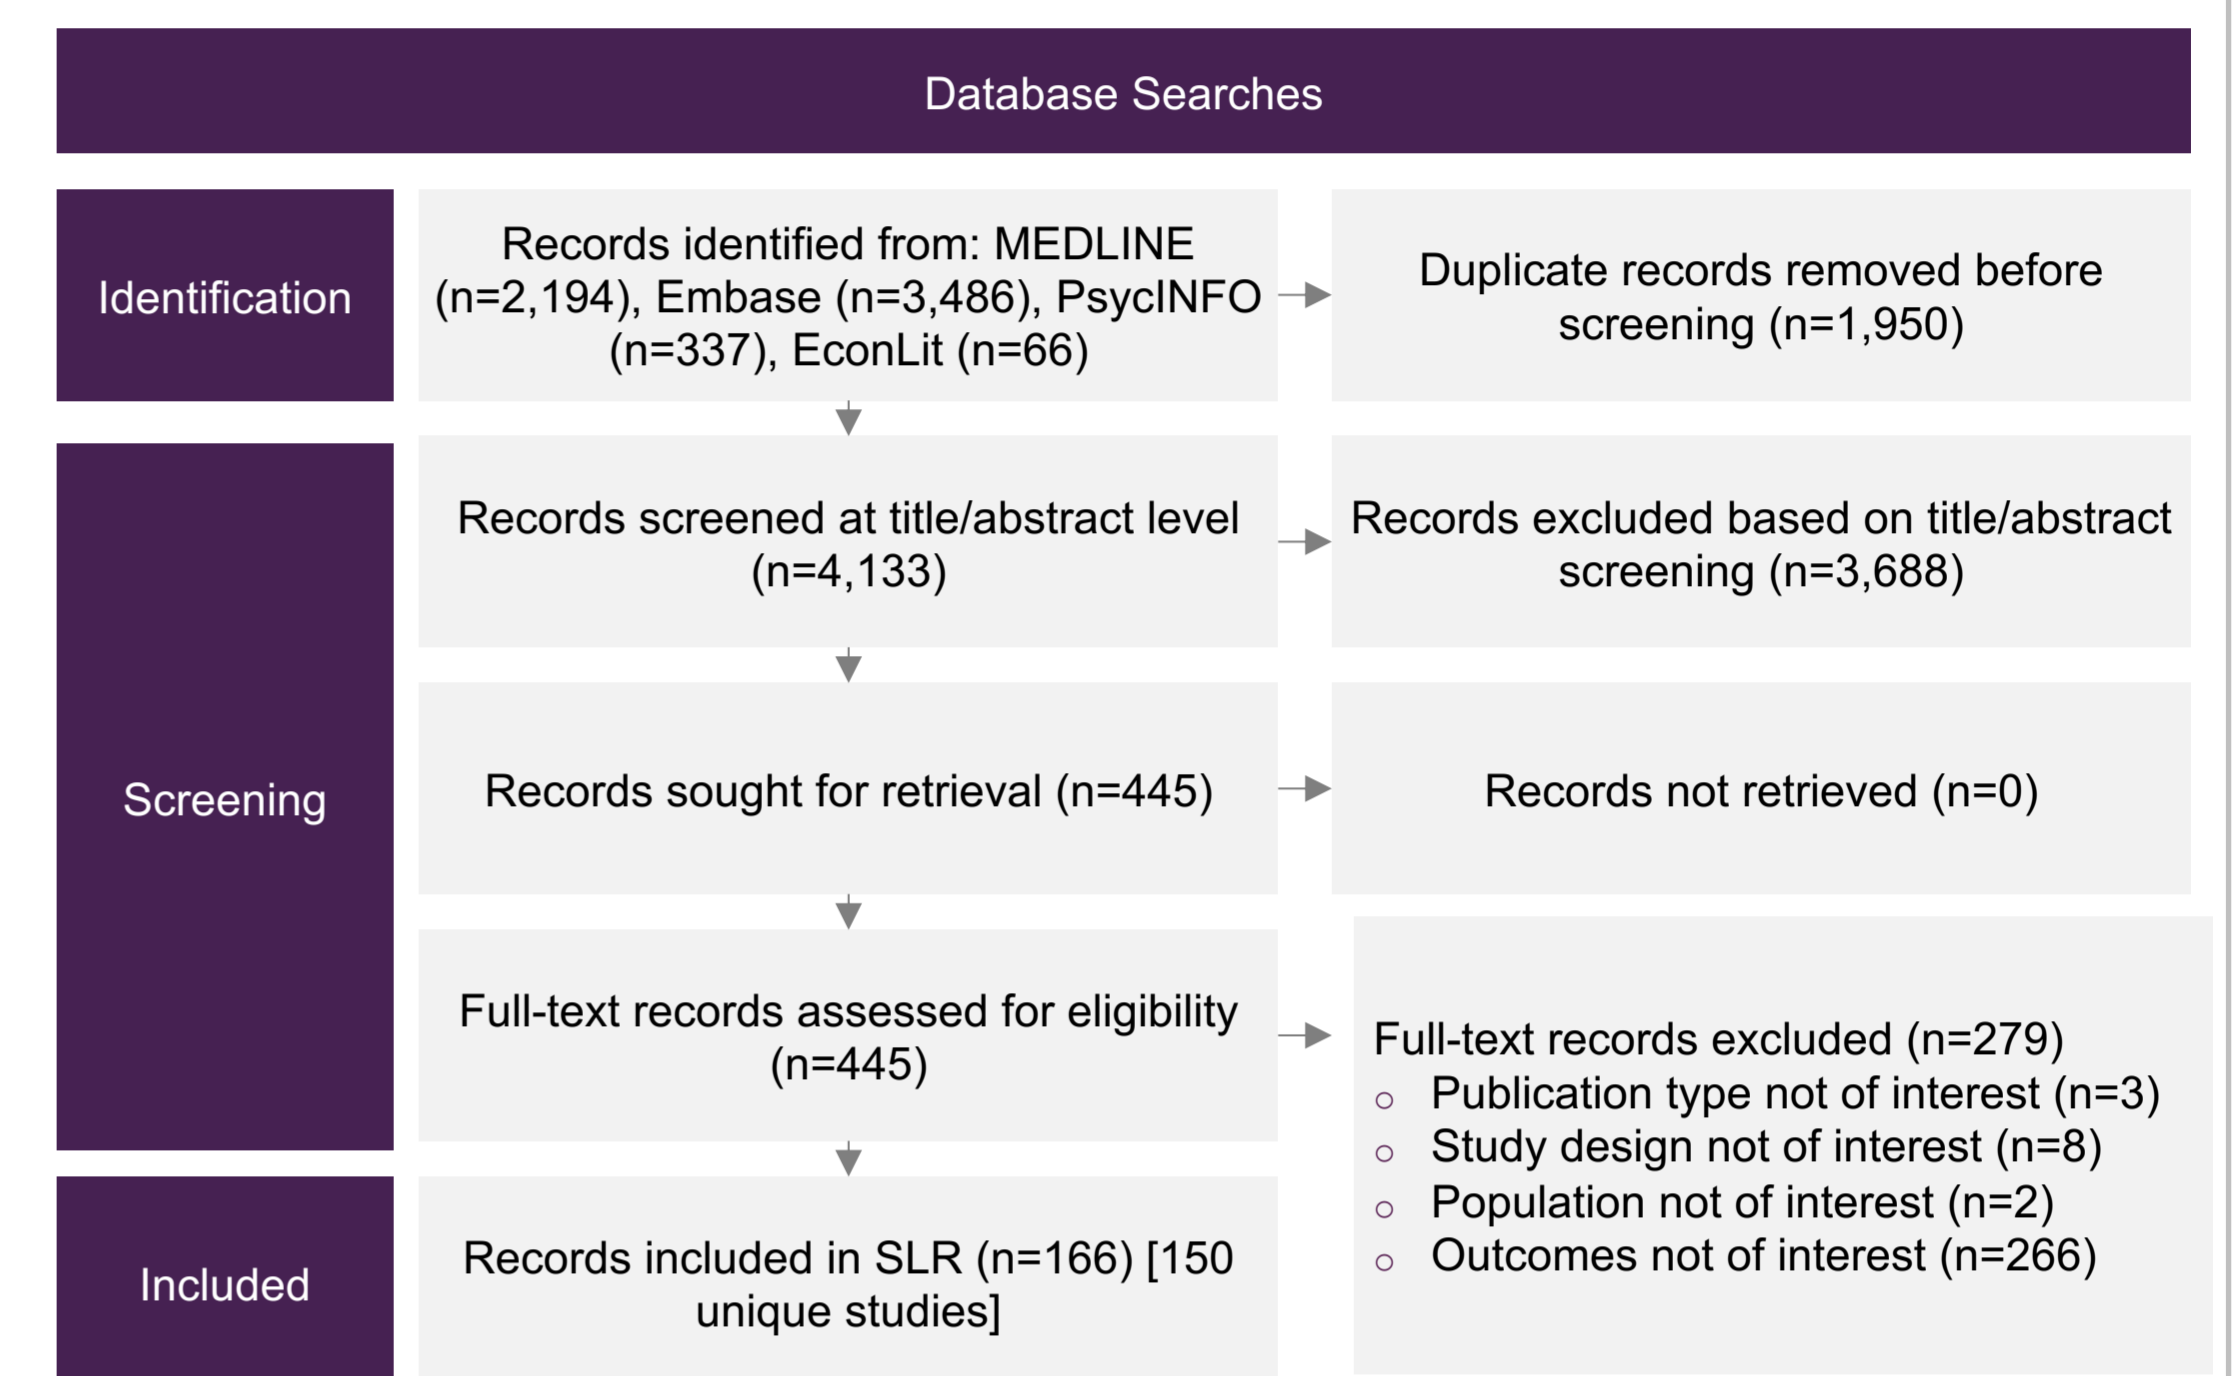 Database Searches
Identification
Records identified from: MEDLINE
(n=2,194), Embase (n=3,486), PsycINFO
(n=337), EconLit (n=66)
Duplicate records removed before
screening (n=1,950)
Screening
Records screened at title/abstract level
(n=4,133)
Records excluded based on title/abstract
screening (n=3,688)
Records sought for retrieval (n=445)
Records not retrieved (n=0)
Full-text records assessed for eligibility
(n=445)
Full-text records excluded (n=279)
○ Publication type not of interest (n=3)
○ Study design not of interest (n=8)
○ Population not of interest (n=2)
○ Outcomes not of interest (n=266)
Included
Records included in SLR (n=166) [150
unique studies]